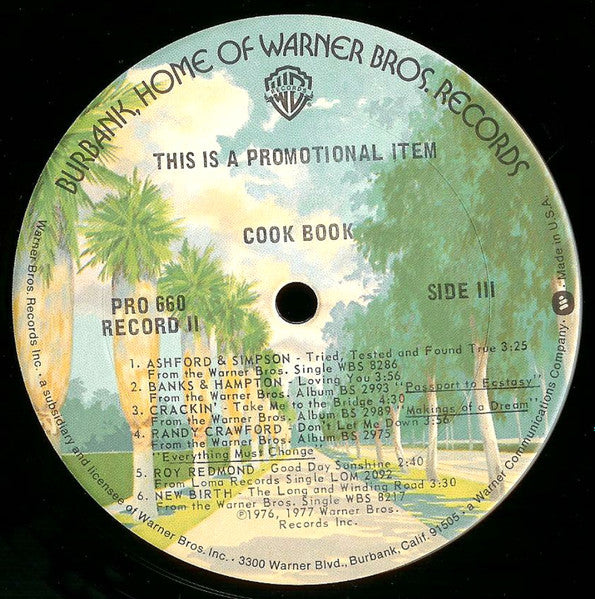 BURBANK, HOME OF WARNER BROS. RECORDS
WB
RECORDS
THIS IS A PROMOTIONAL ITEM
COOK BOOK
PRO 660
RECORD II
SIDE III
1. ASHFORD & SIMPSON - Tried, Tested and Found True 3:25
From the Warner Bros. Single WBS 8286
2. BANKS & HAMPTON - Loving You 3:56
From the Warner Bros. Album BS 2993 "Passport to Ecstasy"
3. CRACKIN' - Take Me to the Bridge 4:30
From the Warner Bros. Album BS 2989 "Makings of a Dream"
4. RANDY CRAWFORD - Don't Let Me Down 3:56
From the Warner Bros. Album BS 2975
"Everything Must Change
5. ROY REDMOND - Good Day Sunshine 2:40
From Loma Records Single LOM 2092
6. NEW BIRTH - The Long and Winding Road 3:30
From the Warner Bros. Single WBS 8217
℗1976, 1977 Warner Bros.
Records Inc.
Warner Bros. Records Inc. · a subsidiary and licensee of Warner Bros. Inc. · 3300 Warner Blvd., Burbank, Calif. 91505 · a Warner Communications Company. · Made in U.S.A.